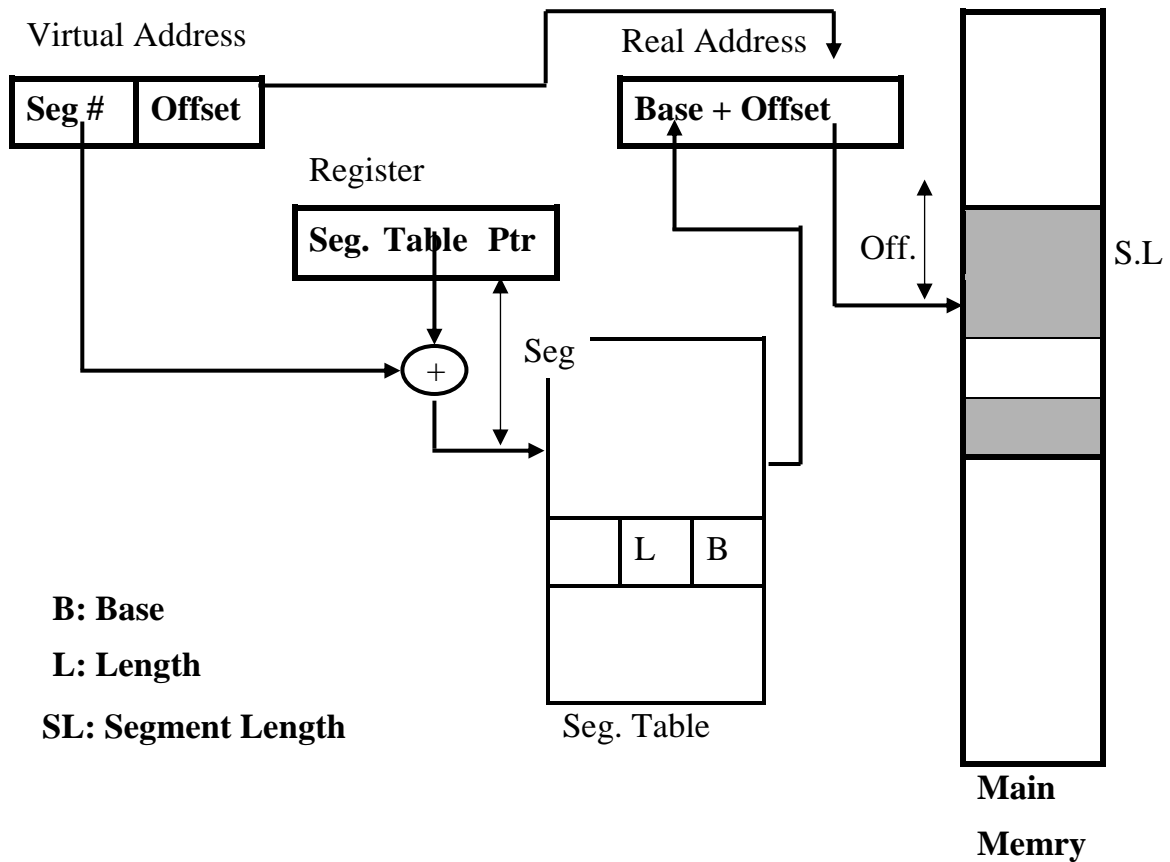 Virtual Address
Real Address
Seg # Offset
Base + Offset
Register
Seg. Table Ptr
Off.
S.L
Seg
+
L B
B: Base
L: Length
SL: Segment Length
Seg. Table
Main
Memry